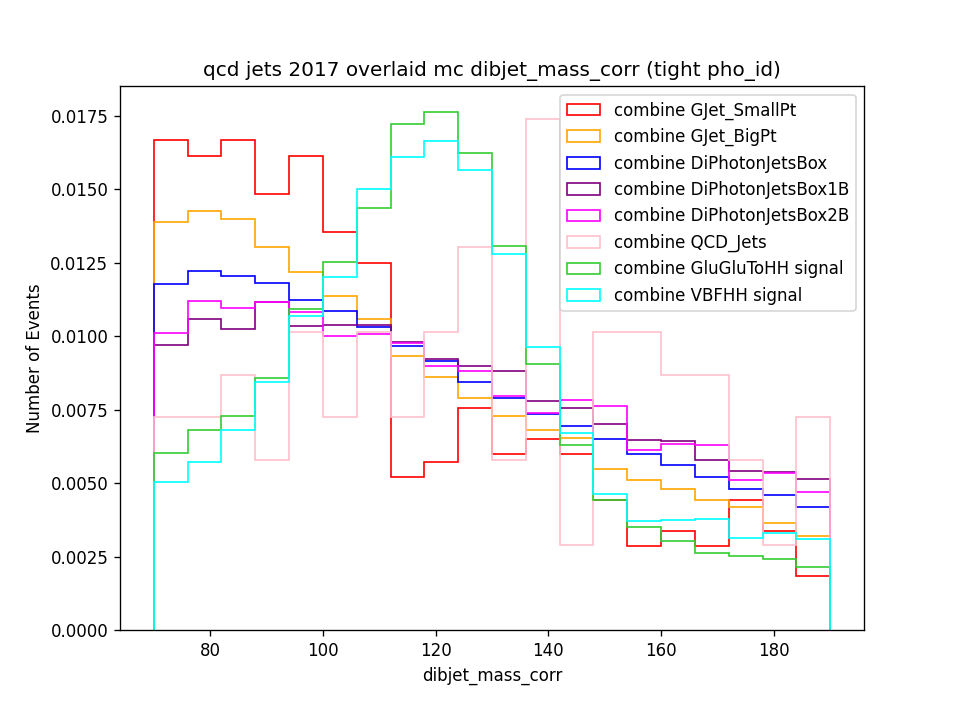 qcd jets 2017 overlaid mc dibjet_mass_corr (tight pho_id)
combine GJet_SmallPt
combine GJet_BigPt
combine DiPhotonJetsBox
combine DiPhotonJetsBox1B
combine DiPhotonJetsBox2B
combine QCD_Jets
combine GluGluToHH signal
combine VBFHH signal
Number of Events
0.0175
0.0150
0.0125
0.0100
0.0075
0.0050
0.0025
0.0000
80 100 120 140 160 180
dibjet_mass_corr